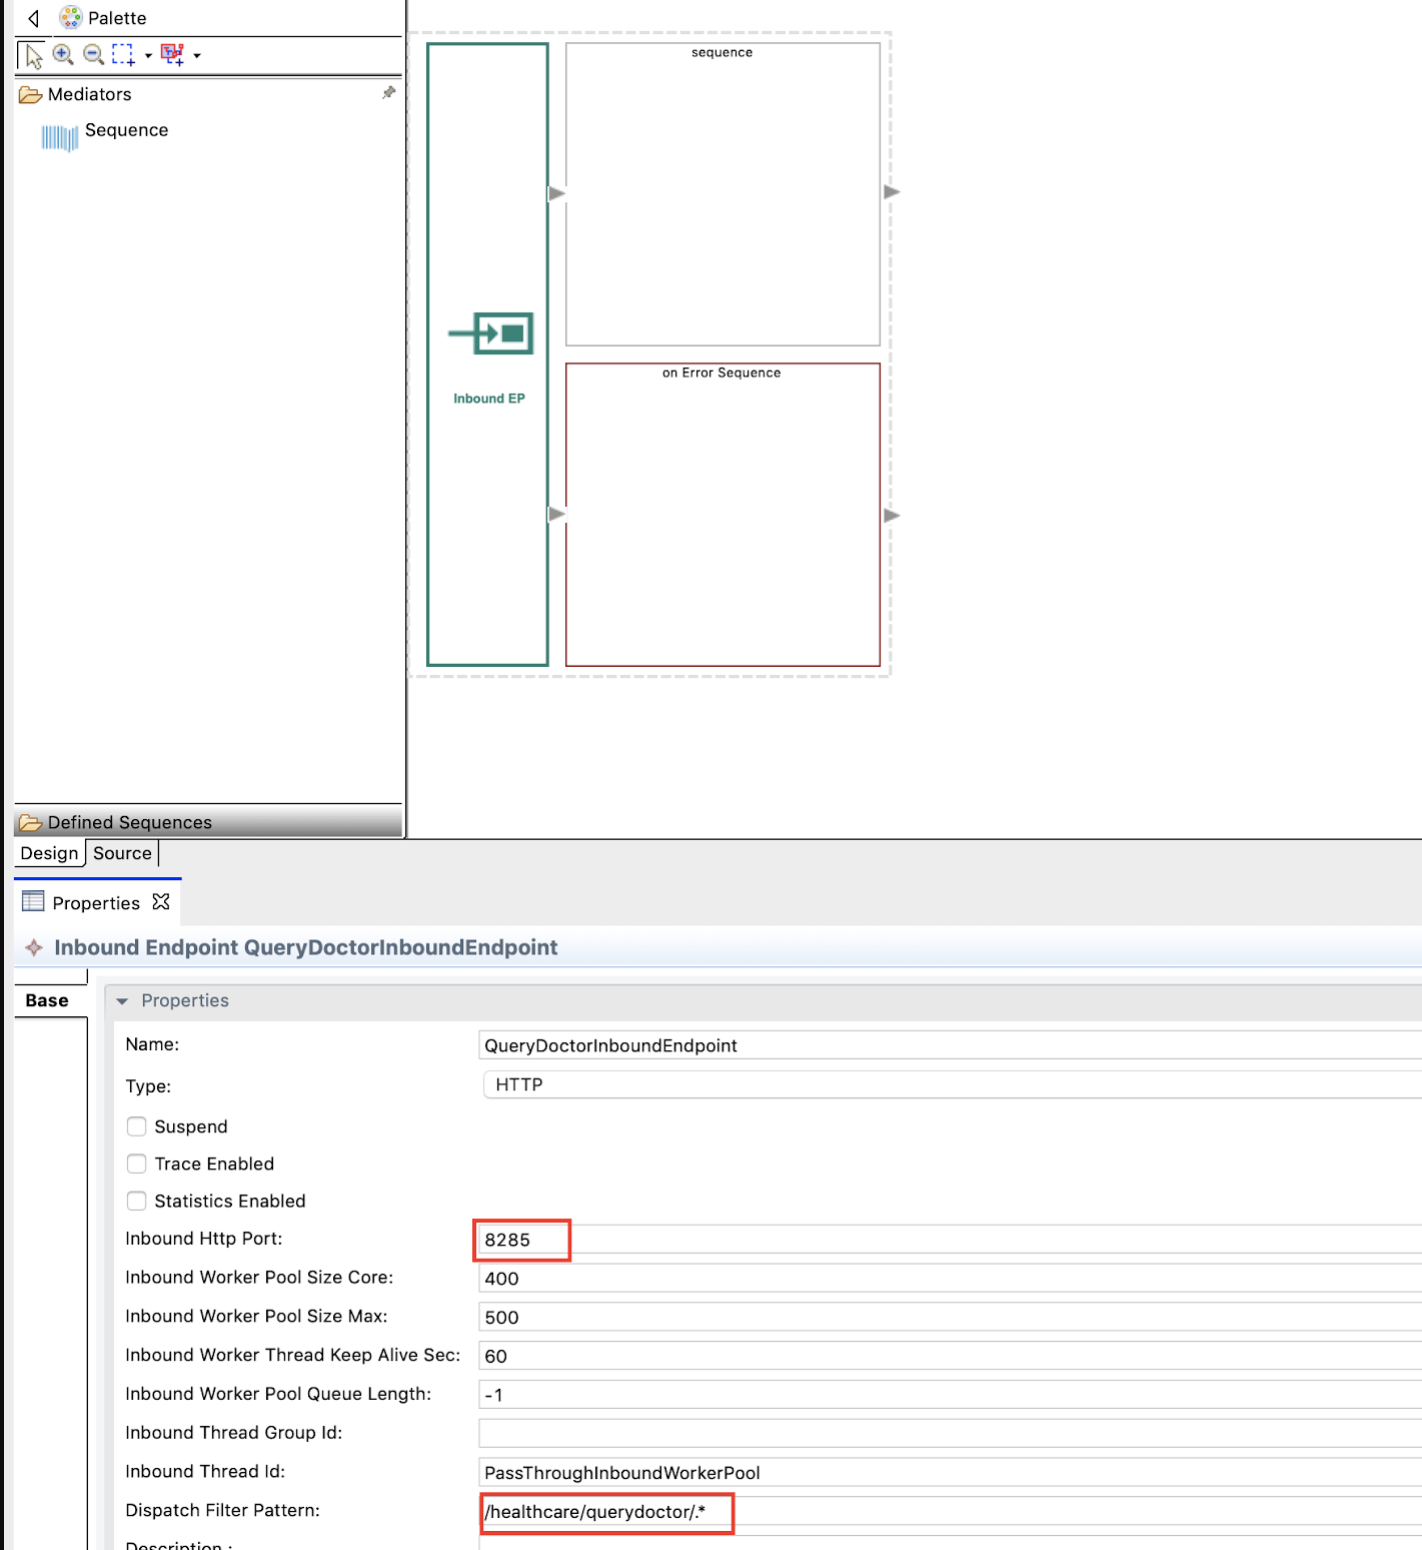 Palette
Mediators
Sequence
sequence
on Error Sequence
Inbound EP
Defined Sequences
Design
Source
Properties
Inbound Endpoint QueryDoctorInboundEndpoint
Base
Properties
Name:
QueryDoctorInboundEndpoint
Type:
HTTP
Suspend
Trace Enabled
Statistics Enabled
Inbound Http Port:
8285
Inbound Worker Pool Size Core:
400
Inbound Worker Pool Size Max:
500
Inbound Worker Thread Keep Alive Sec:
60
Inbound Worker Pool Queue Length:
-1
Inbound Thread Group Id:
Inbound Thread Id:
PassThroughInboundWorkerPool
Dispatch Filter Pattern:
/healthcare/querydoctor/.*
Description :